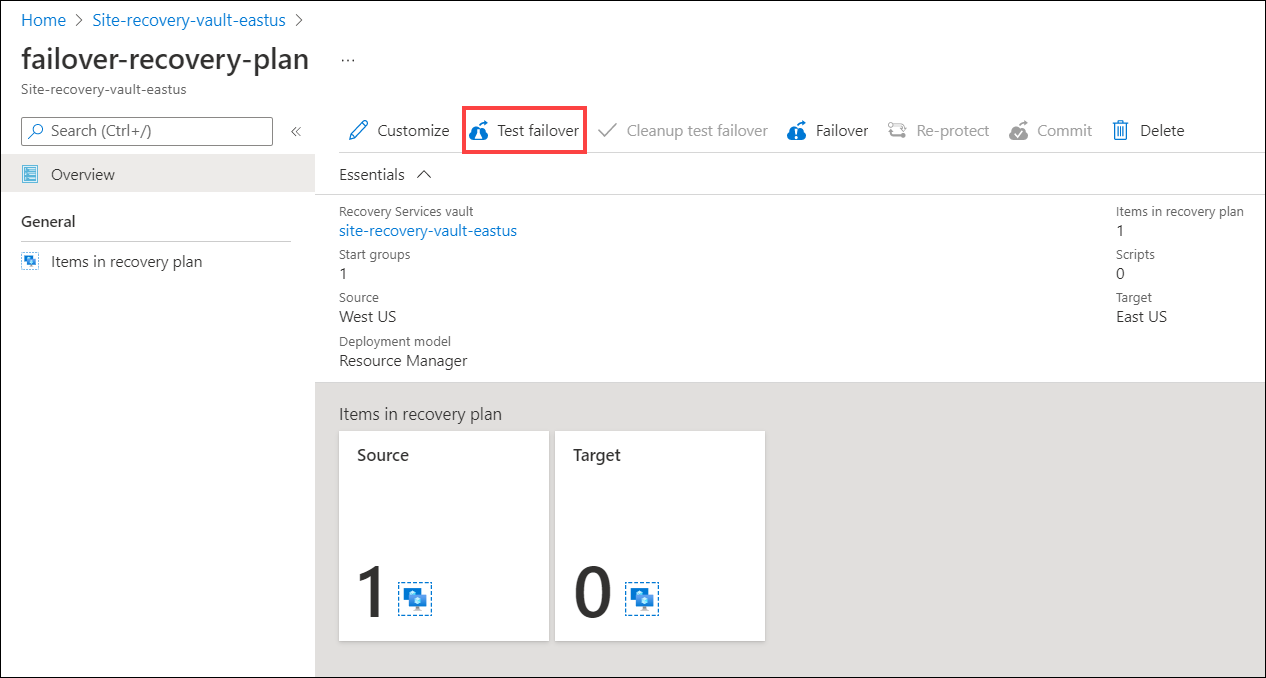 Home > Site-recovery-vault-eastus >
failover-recovery-plan ...
Site-recovery-vault-eastus
Search (Ctrl+/) «
Customize Test failover Cleanup test failover Failover Re-protect Commit Delete
Overview
Essentials
General
Items in recovery plan
Recovery Services vault
site-recovery-vault-eastus
Start groups
1
Source
West US
Deployment model
Resource Manager
Items in recovery plan
1
Scripts
0
Target
East US
Items in recovery plan
Source
1
Target
0